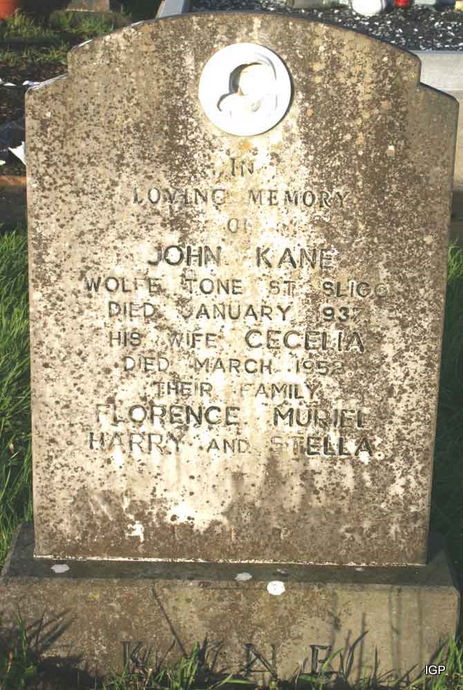 IN
LOVING MEMORY
OF
JOHN KANE
WOLFE TONE ST. SLIGO
DIED JANUARY 937
HIS WIFE CECELIA
DIED MARCH 1952
THEIR FAMILY
FLORENCE MURIEL
HARRY AND STELLA
KANE
IGP